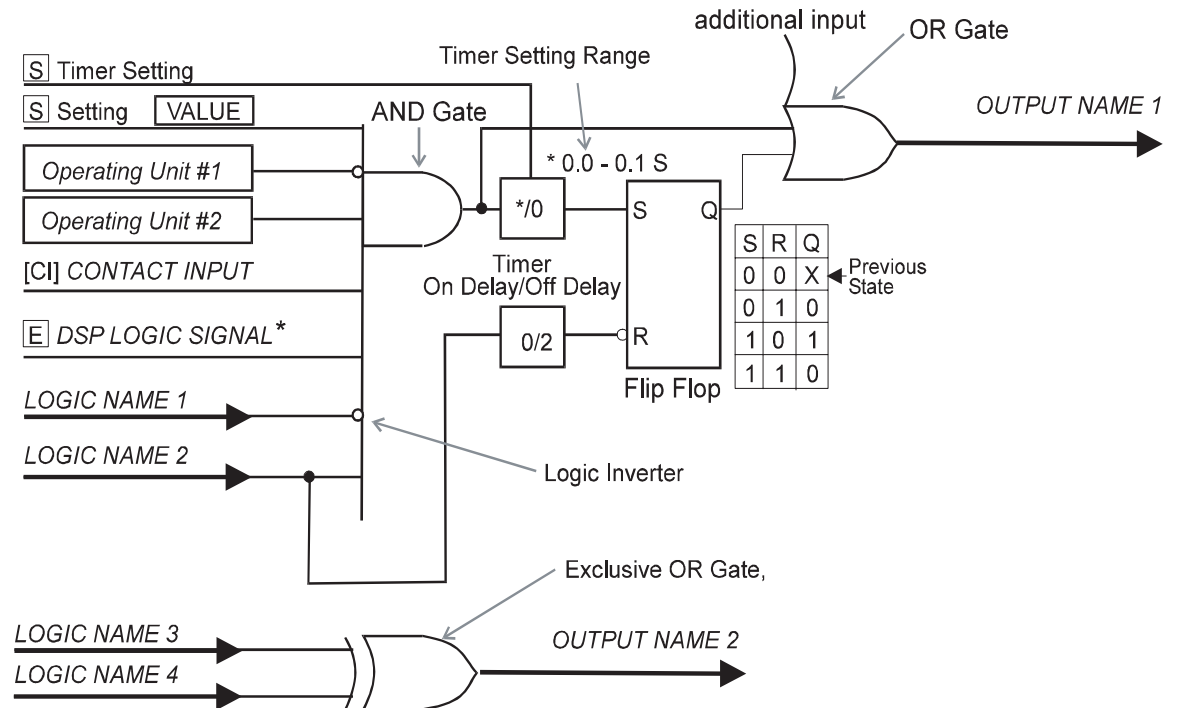 additional input
OR Gate
Timer Setting Range
S Timer Setting
S Setting VALUE
AND Gate
OUTPUT NAME 1
Operating Unit #1
* 0.0 - 0.1 S
*/0
S Q
Operating Unit #2
[CI] CONTACT INPUT
Timer
On Delay/Off Delay
S R Q
0 0 X Previous State
0 1 0
1 0 1
1 1 0
E DSP LOGIC SIGNAL*
0/2
R
Flip Flop
LOGIC NAME 1
LOGIC NAME 2
Logic Inverter
Exclusive OR Gate,
LOGIC NAME 3
OUTPUT NAME 2
LOGIC NAME 4